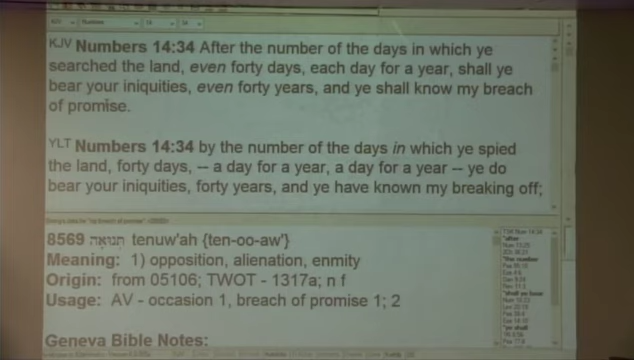 KJV Numbers 14:34 After the number of the days in which ye
searched the land, even forty days, each day for a year, shall ye
bear your iniquities, even forty years, and ye shall know my breach
of promise.
YLT Numbers 14:34 by the number of the days in which ye spied
the land, forty days, -- a day for a year, a day for a year -- ye do
bear your iniquities, forty years, and ye have known my breaking off;
8569 תנואה tenuw'ah {ten-oo-aw'}
Meaning: 1) opposition, alienation, enmity
Origin: from 05106; TWOT - 1317a; n f
Usage: AV - occasion 1, breach of promise 1; 2
Geneva Bible Notes: